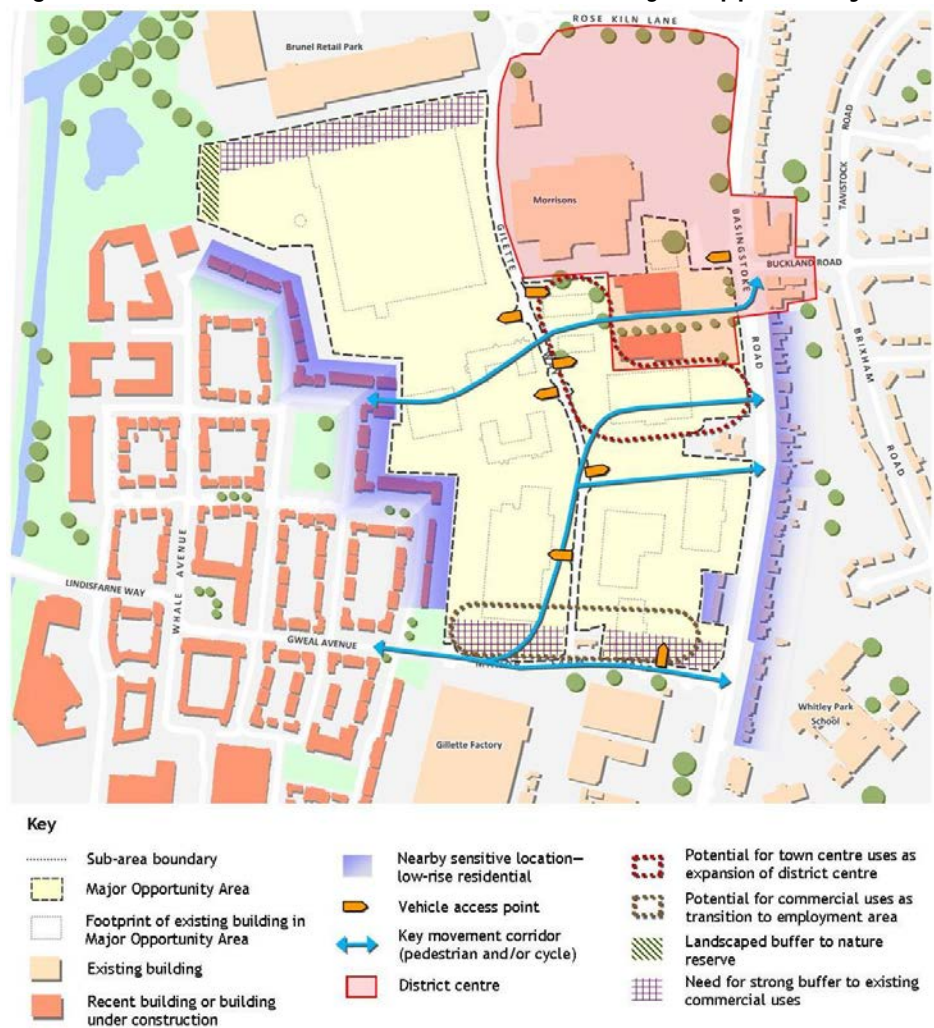 ROSE KILN LANE
Brunel Retail Park
TAVISTOCK ROAD
Morrisons
GILETTE
BASINGSTOKE
BUCKLAND ROAD
ROAD
BRIXHAM
ROAD
LINDISFARNE WAY
WHALE AVENUE
GWEAL AVENUE
Whitley Park
School
Gillette Factory
Key
Sub-area boundary
Major Opportunity Area
Footprint of existing building in
Major Opportunity Area
Existing building
Recent building or building
under construction
Nearby sensitive location—
low-rise residential
Vehicle access point
Key movement corridor
(pedestrian and/or cycle)
District centre
Potential for town centre uses as
expansion of district centre
Potential for commercial uses as
transition to employment area
Landscaped buffer to nature
reserve
Need for strong buffer to existing
commercial uses